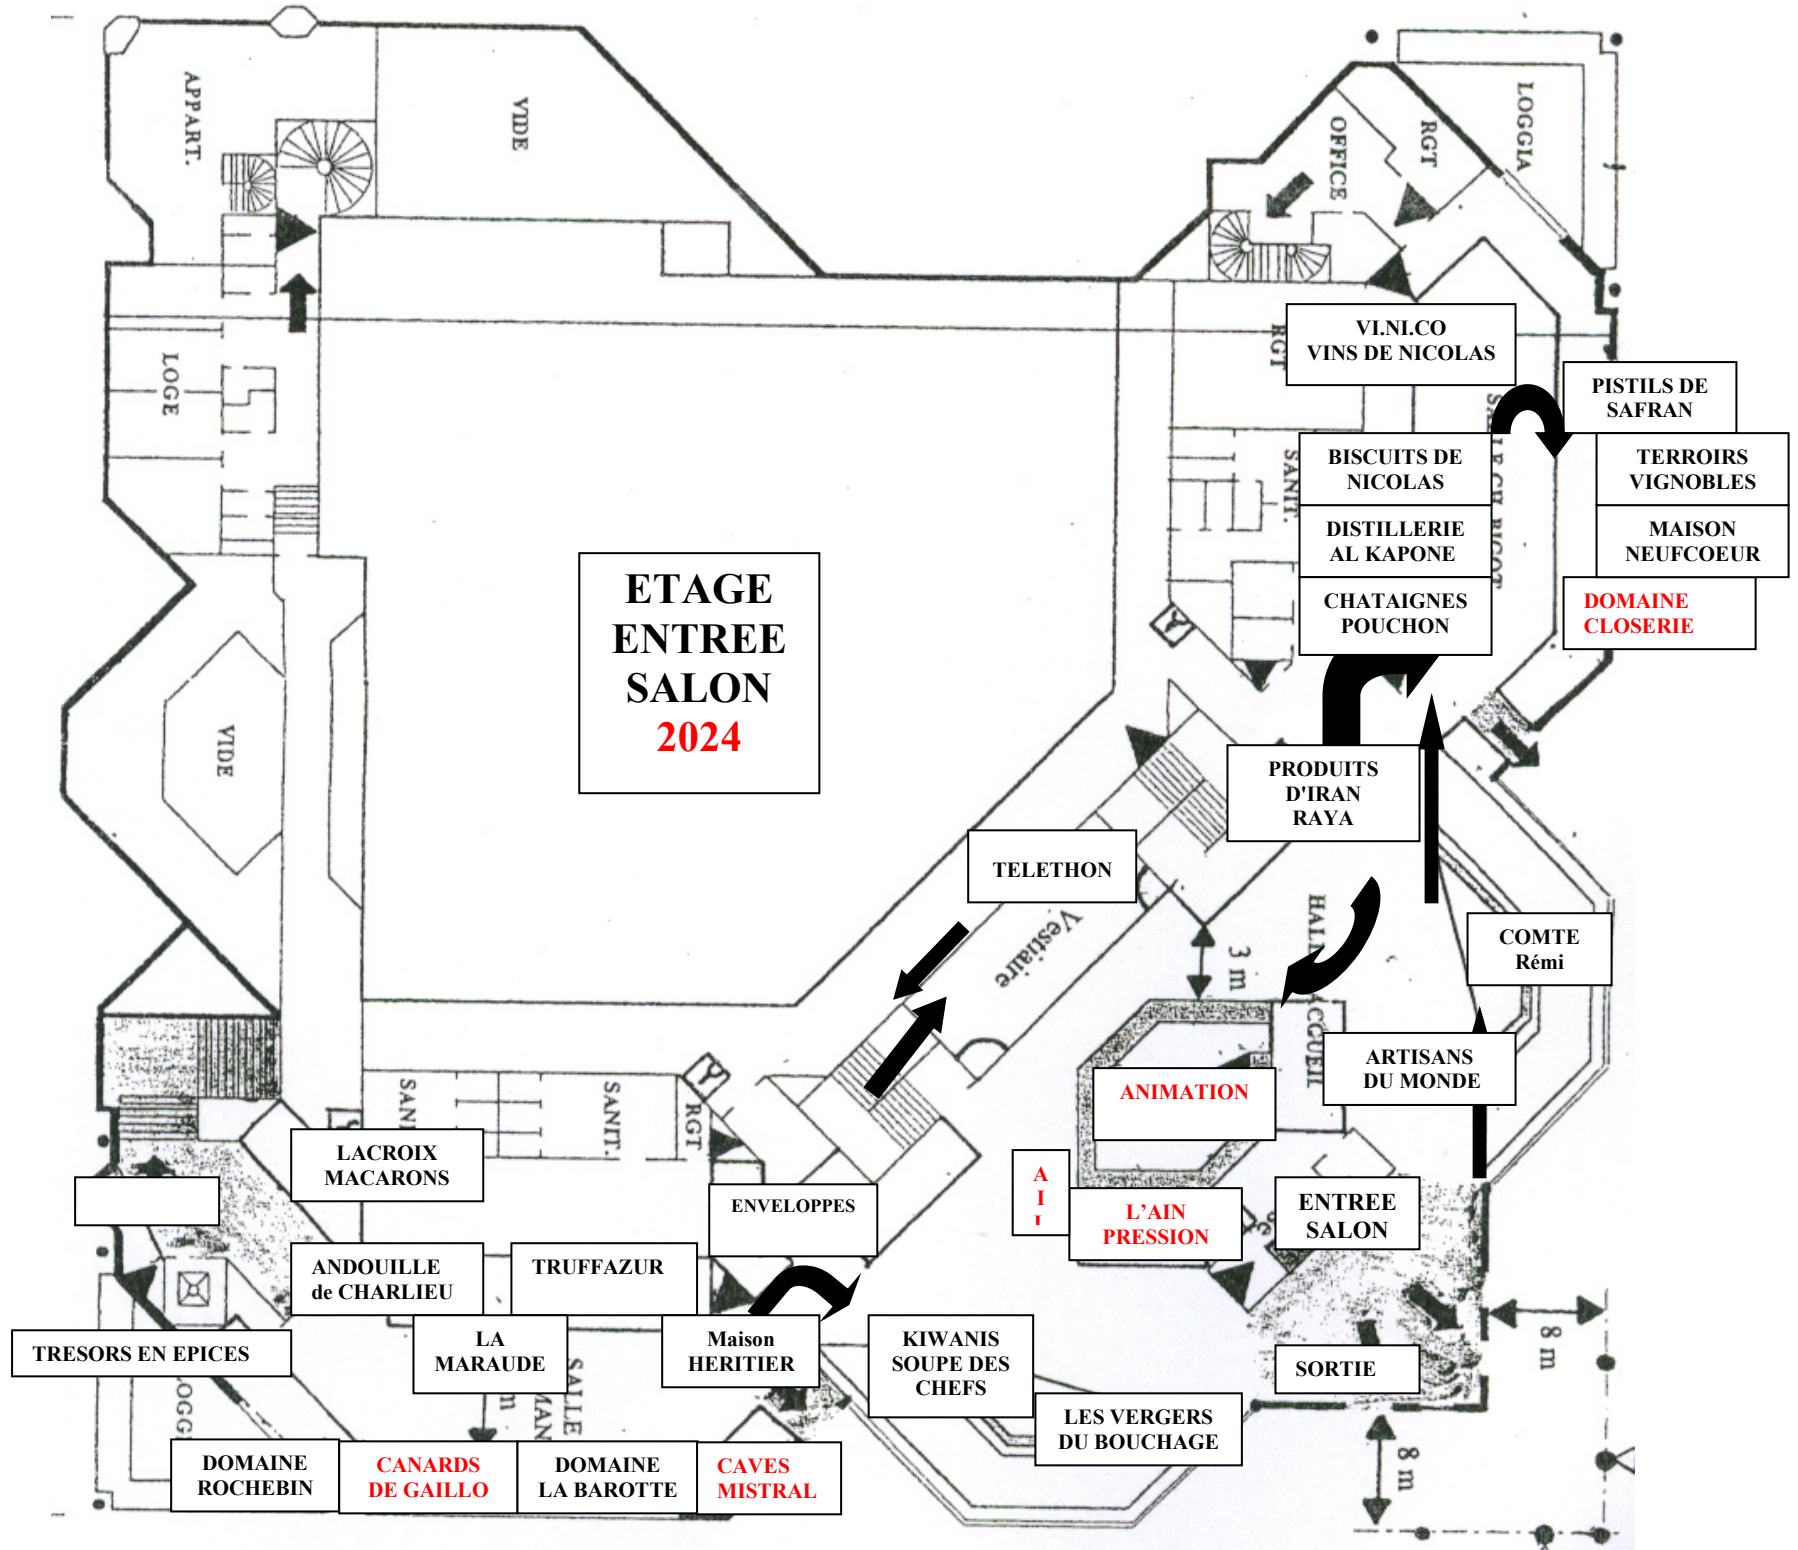 APPART.
VIDE
OFFICE
RGT
LOGGIA
LOGE
RGT
VI.NI.CO
VINS DE NICOLAS
PISTILS DE
SAFRAN
BISCUITS DE
NICOLAS
SANIT.
TERROIRS
VIGNOBLES
DISTILLERIE
AL KAPONE
MAISON
NEUFCOEUR
CHATAIGNES
POUCHON
DOMAINE
CLOSERIE
ETAGE
ENTREE
SALON
2024
VIDE
PRODUITS
D'IRAN
RAYA
TELETHON
Vestiaire
3 m
COMTE
Rémi
ARTISANS
DU MONDE
ANIMATION
SANIT.
RGT
LACROIX
MACARONS
ENVELOPPES
L'AIN
PRESSION
ENTREE
SALON
ANDOUILLE
de CHARLIEU
TRUFFAZUR
TRESORS EN EPICES
LA
MARAUDE
Maison
HERITIER
KIWANIS
SOUPE DES
CHEFS
SORTIE
8 m
SALLE
LES VERGERS
DU BOUCHAGE
8 m
DOMAINE
ROCHEBIN
CANARDS
DE GAILLO
DOMAINE
LA BAROTTE
CAVES
MISTRAL